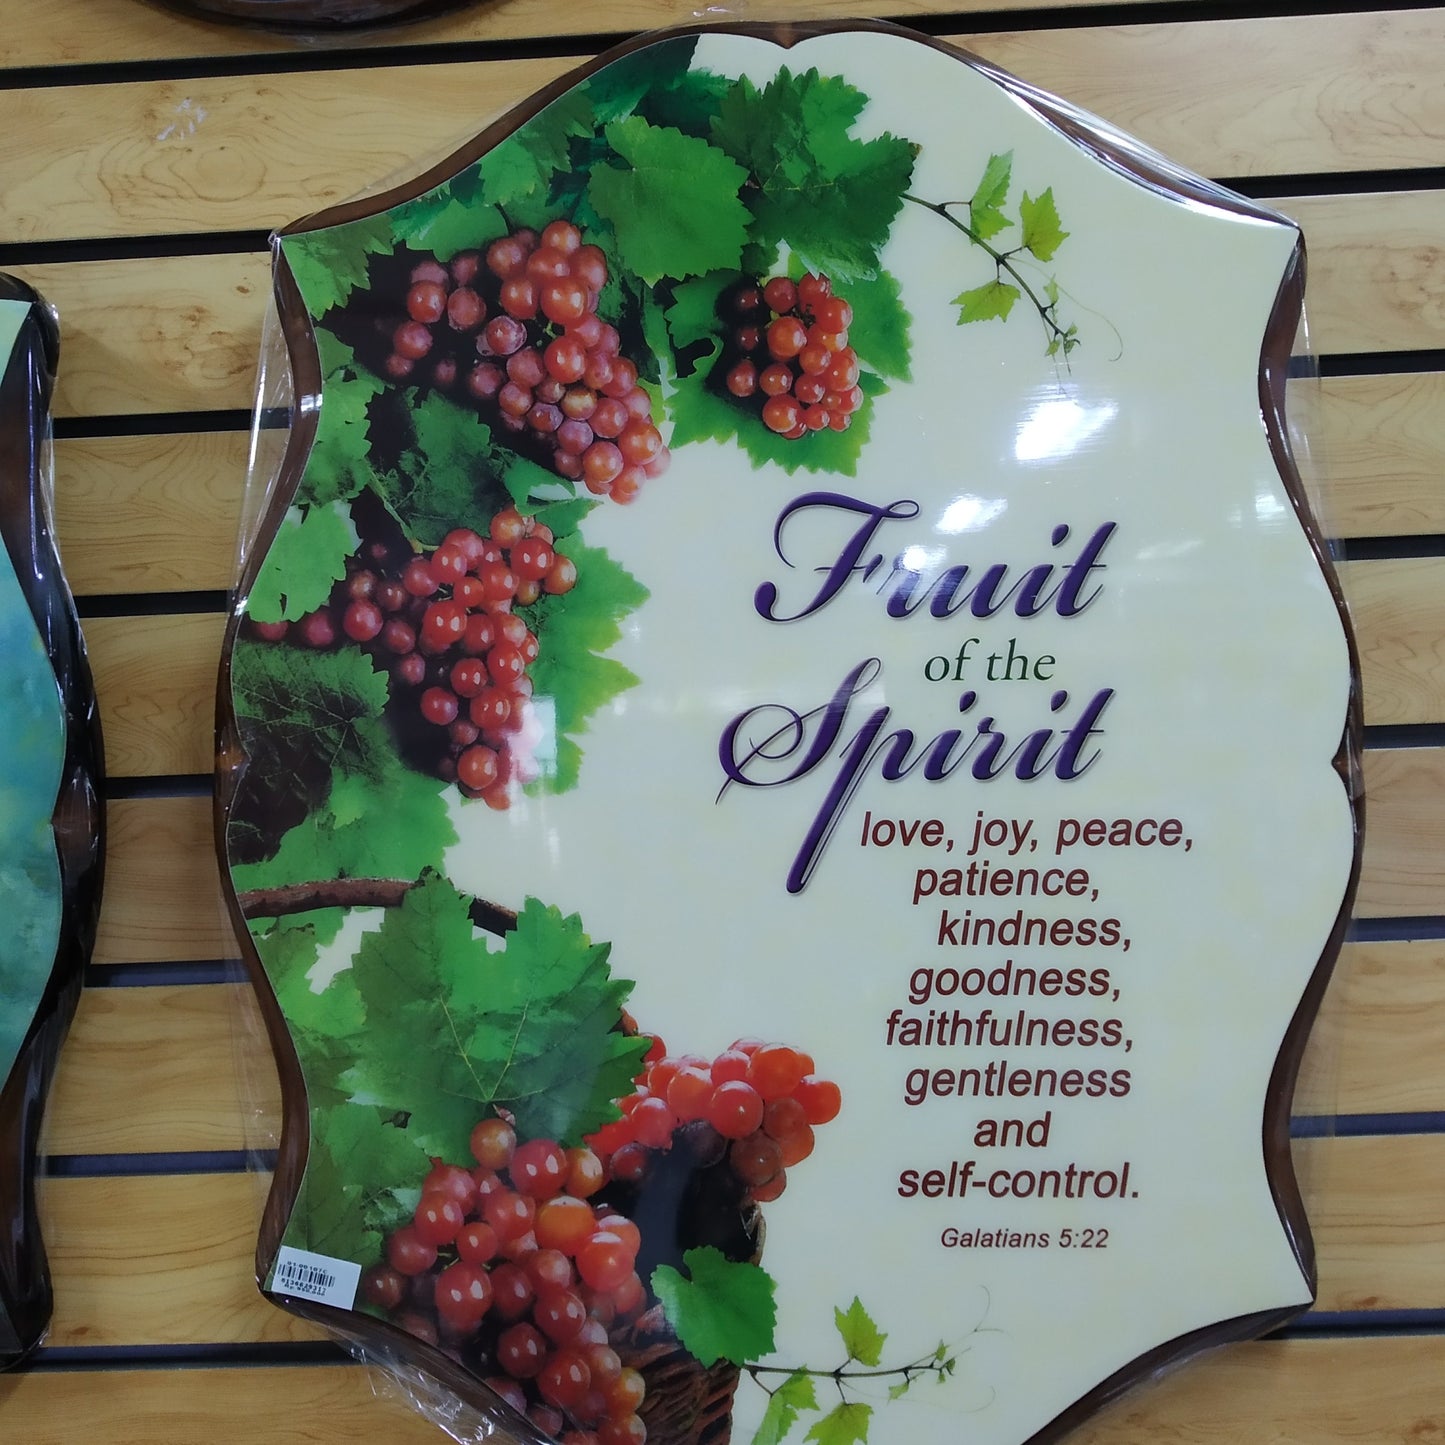 Fruit
of the
Spirit
love, joy, peace,
patience,
kindness,
goodness,
faithfulness,
gentleness
and
self-control.
Galatians 5:22